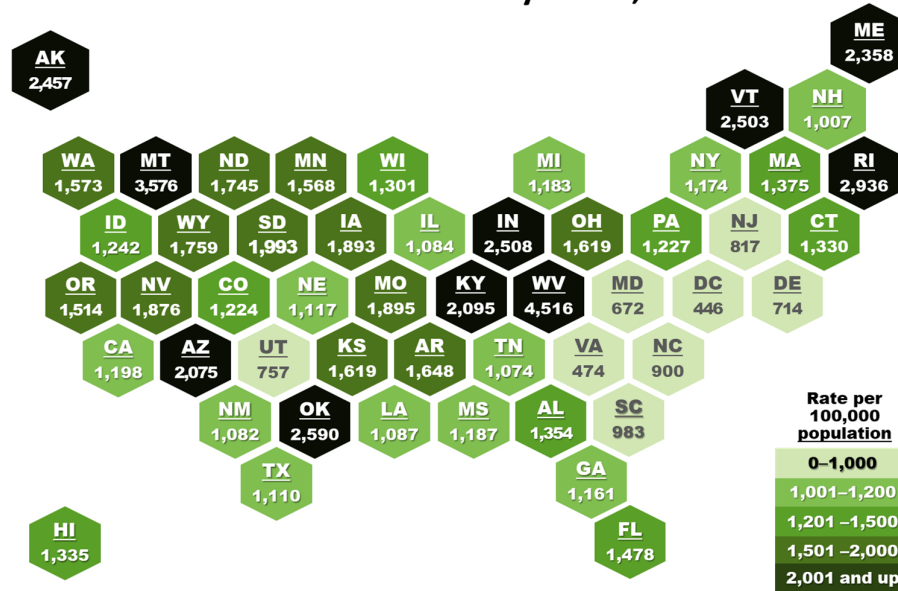 ME
2,358
AK
2,457
VT
2,503
NH
1,007
WA
1,573
MT
3,576
ND
1,745
MN
1,568
WI
1,301
MI
1,183
NY
1,174
MA
1,375
RI
2,936
ID
1,242
WY
1,759
SD
1,993
IA
1,893
IL
1,084
IN
2,508
OH
1,619
PA
1,227
NJ
817
CT
1,330
OR
1,514
NV
1,876
CO
1,224
NE
1,117
MO
1,895
KY
2,095
WV
4,516
MD
672
DC
446
DE
714
CA
1,198
AZ
2,075
UT
757
KS
1,619
AR
1,648
TN
1,074
VA
474
NC
900
NM
1,082
OK
2,590
LA
1,087
MS
1,187
AL
1,354
SC
983
TX
1,110
GA
1,161
HI
1,335
FL
1,478
Rate per
100,000
population
0–1,000
1,001–1,200
1,201 –1,500
1,501 –2,000
2,001 and up